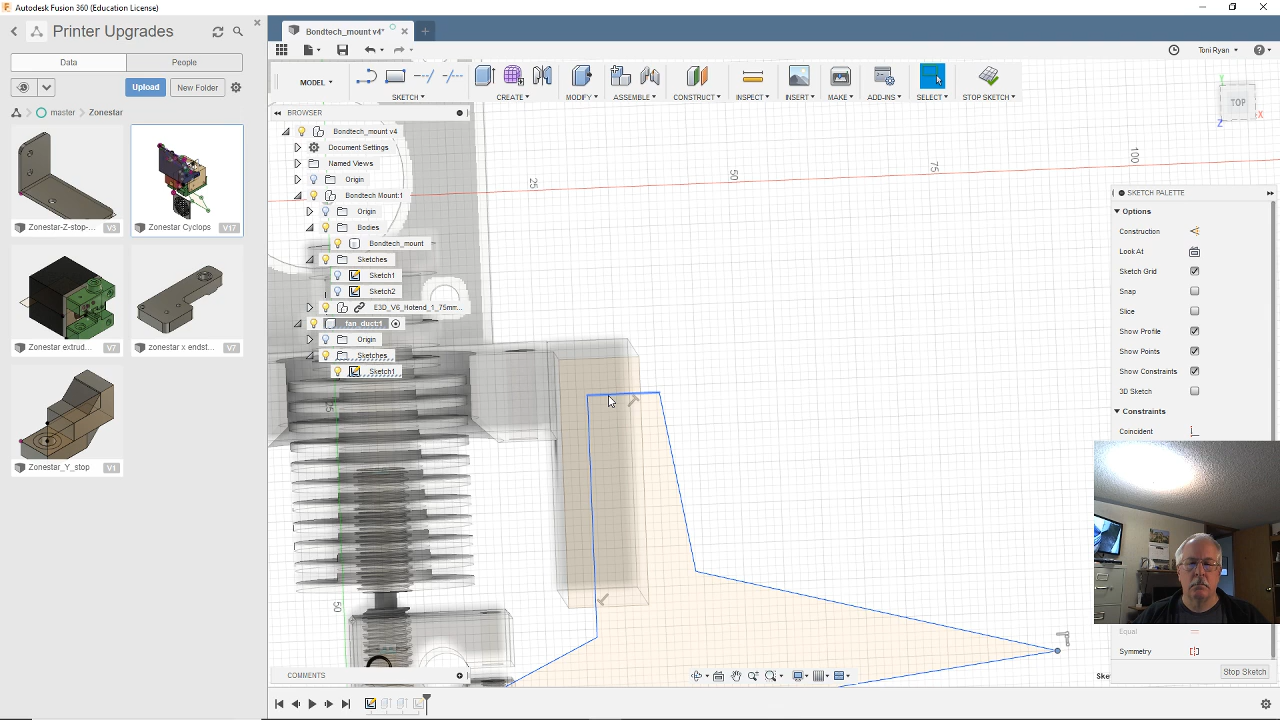 Autodesk Fusion 360 (Education License)
Printer Upgrades
Bondtech_mount v4*
Toni Ryan
Data
People
MODEL
SKETCH
CREATE
MODIFY
ASSEMBLE
CONSTRUCT
INSPECT
INSERT
MAKE
ADD-INS
SELECT
STOP SKETCH
Upload
New Folder
master
Zonestar
BROWSER
Bondtech_mount v4
Document Settings
Named Views
Origin
Bondtech Mount:1
Origin
Bodies
Bondtech_mount
Sketches
Sketch1
Sketch2
E3D_V6_Hotend_1_75mm...
fan_duct:1
Origin
Sketches
Sketch1
V3
Zonestar Cyclops
V17
Zonestar extrud...
V7
zonestar x endst...
V7
Zonestar_Y_stop
V1
TOP
X
Y
Z
25
50
75
100
25
50
SKETCH PALETTE
Options
Construction
Look At
Sketch Grid
Snap
Show Profile
Show Points
Show Constraints
3D Sketch
Constraints
Coincident
Equal
Symmetry
Stop Sketch
COMMENTS